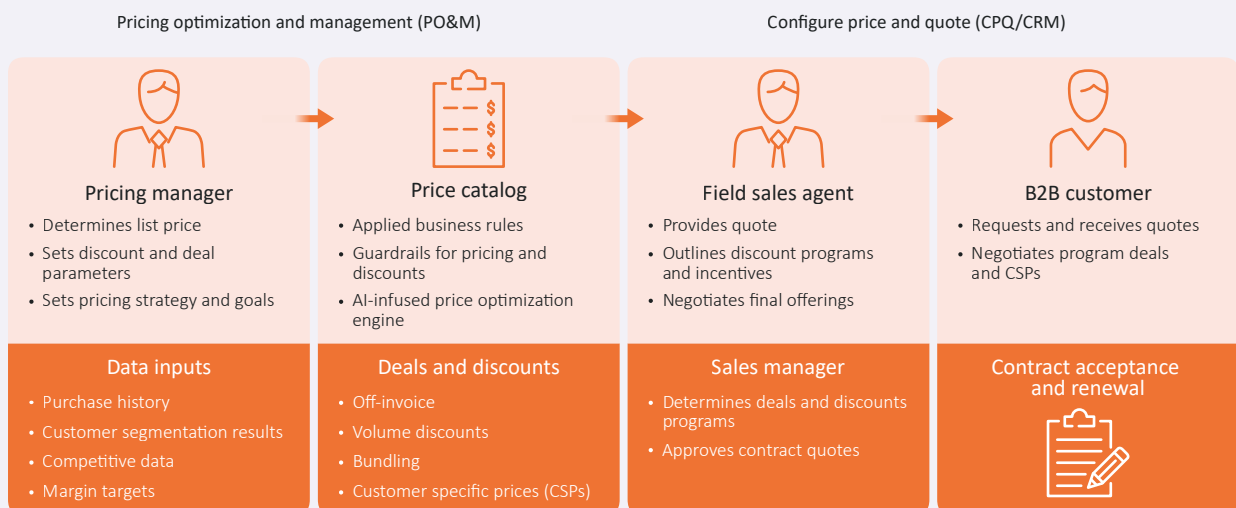 Pricing optimization and management (PO&M)
Configure price and quote (CPQ/CRM)
Pricing manager
• Determines list price
• Sets discount and deal
parameters
• Sets pricing strategy and goals
Data inputs
• Purchase history
• Customer segmentation results
• Competitive data
• Margin targets
$
$
$
Price catalog
• Applied business rules
• Guardrails for pricing and
discounts
• AI-infused price optimization
engine
Deals and discounts
• Off-invoice
• Volume discounts
• Bundling
• Customer specific prices (CSPs)
Field sales agent
• Provides quote
• Outlines discount programs
and incentives
• Negotiates final offerings
Sales manager
• Determines deals and discounts
programs
• Approves contract quotes
B2B customer
• Requests and receives quotes
• Negotiates program deals
and CSPs
Contract acceptance
and renewal